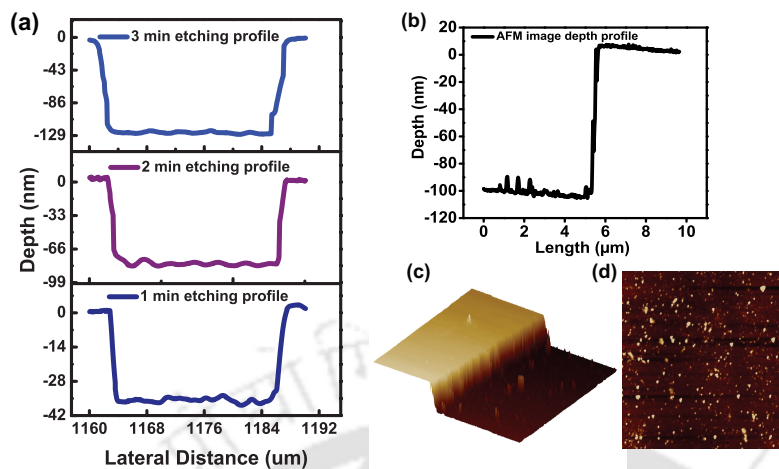 (a)
3 min etching profile
0
-43
-86
-129
2 min etching profile
0
-33
-66
-99
1 min etching profile
0
-14
-28
-42
1160 1168 1176 1184 1192
Depth (nm)
Lateral Distance (um)
(b)
AFM image depth profile
20
0
-20
-40
-60
-80
-100
-120
0 2 4 6 8 10
Depth (nm)
Length (µm)
(c)
(d)